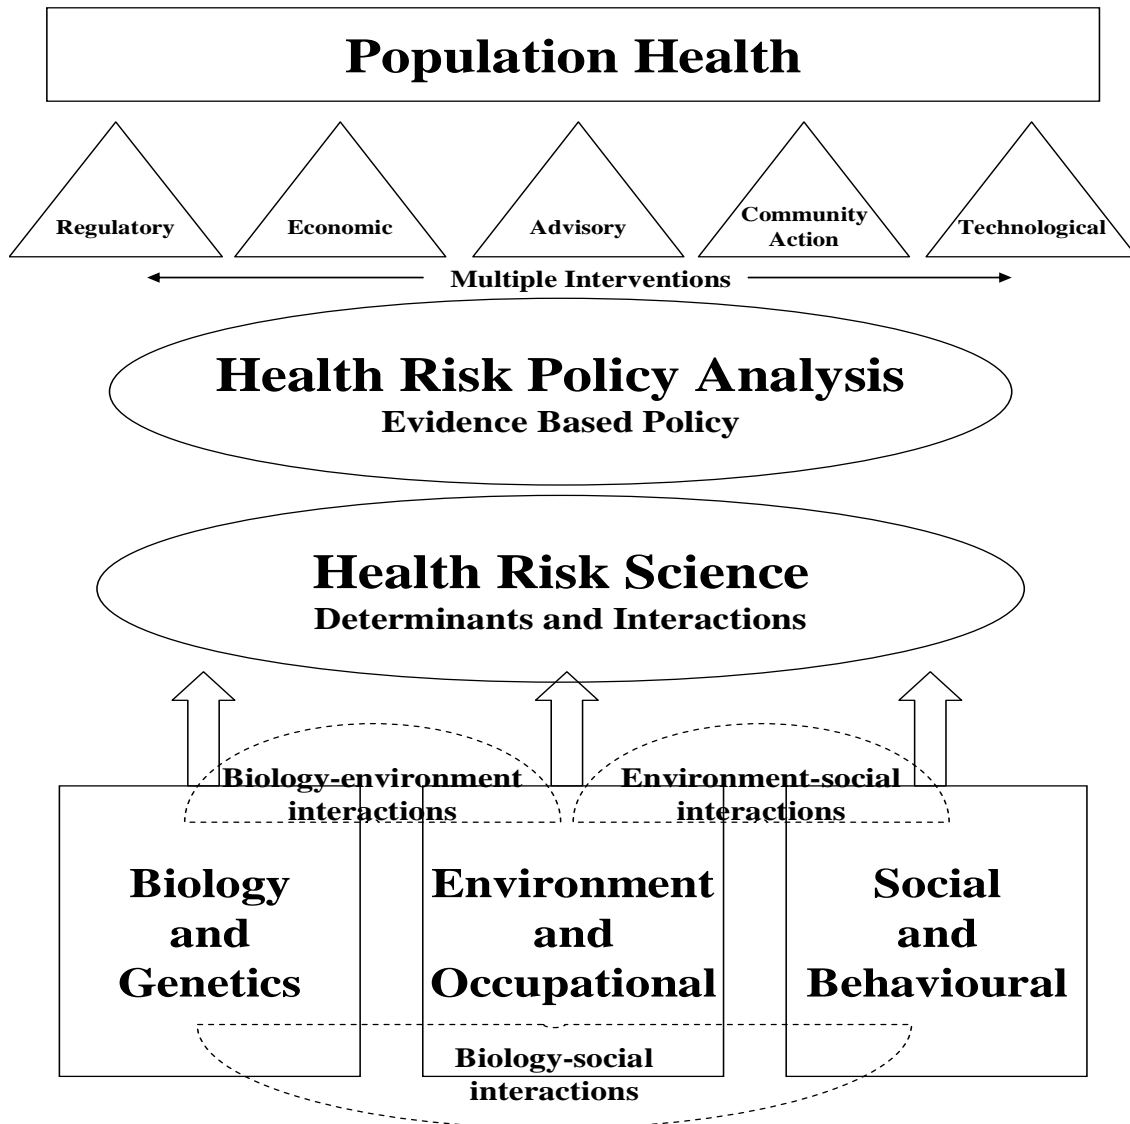 Population Health
Regulatory
Economic
Advisory
Community
Action
Technological
Multiple Interventions
Health Risk Policy Analysis
Evidence Based Policy
Health Risk Science
Determinants and Interactions
Biology-environment
interactions
Environment-social
interactions
Biology
and
Genetics
Environment
and
Occupational
Social
and
Behavioural
Biology-social
interactions